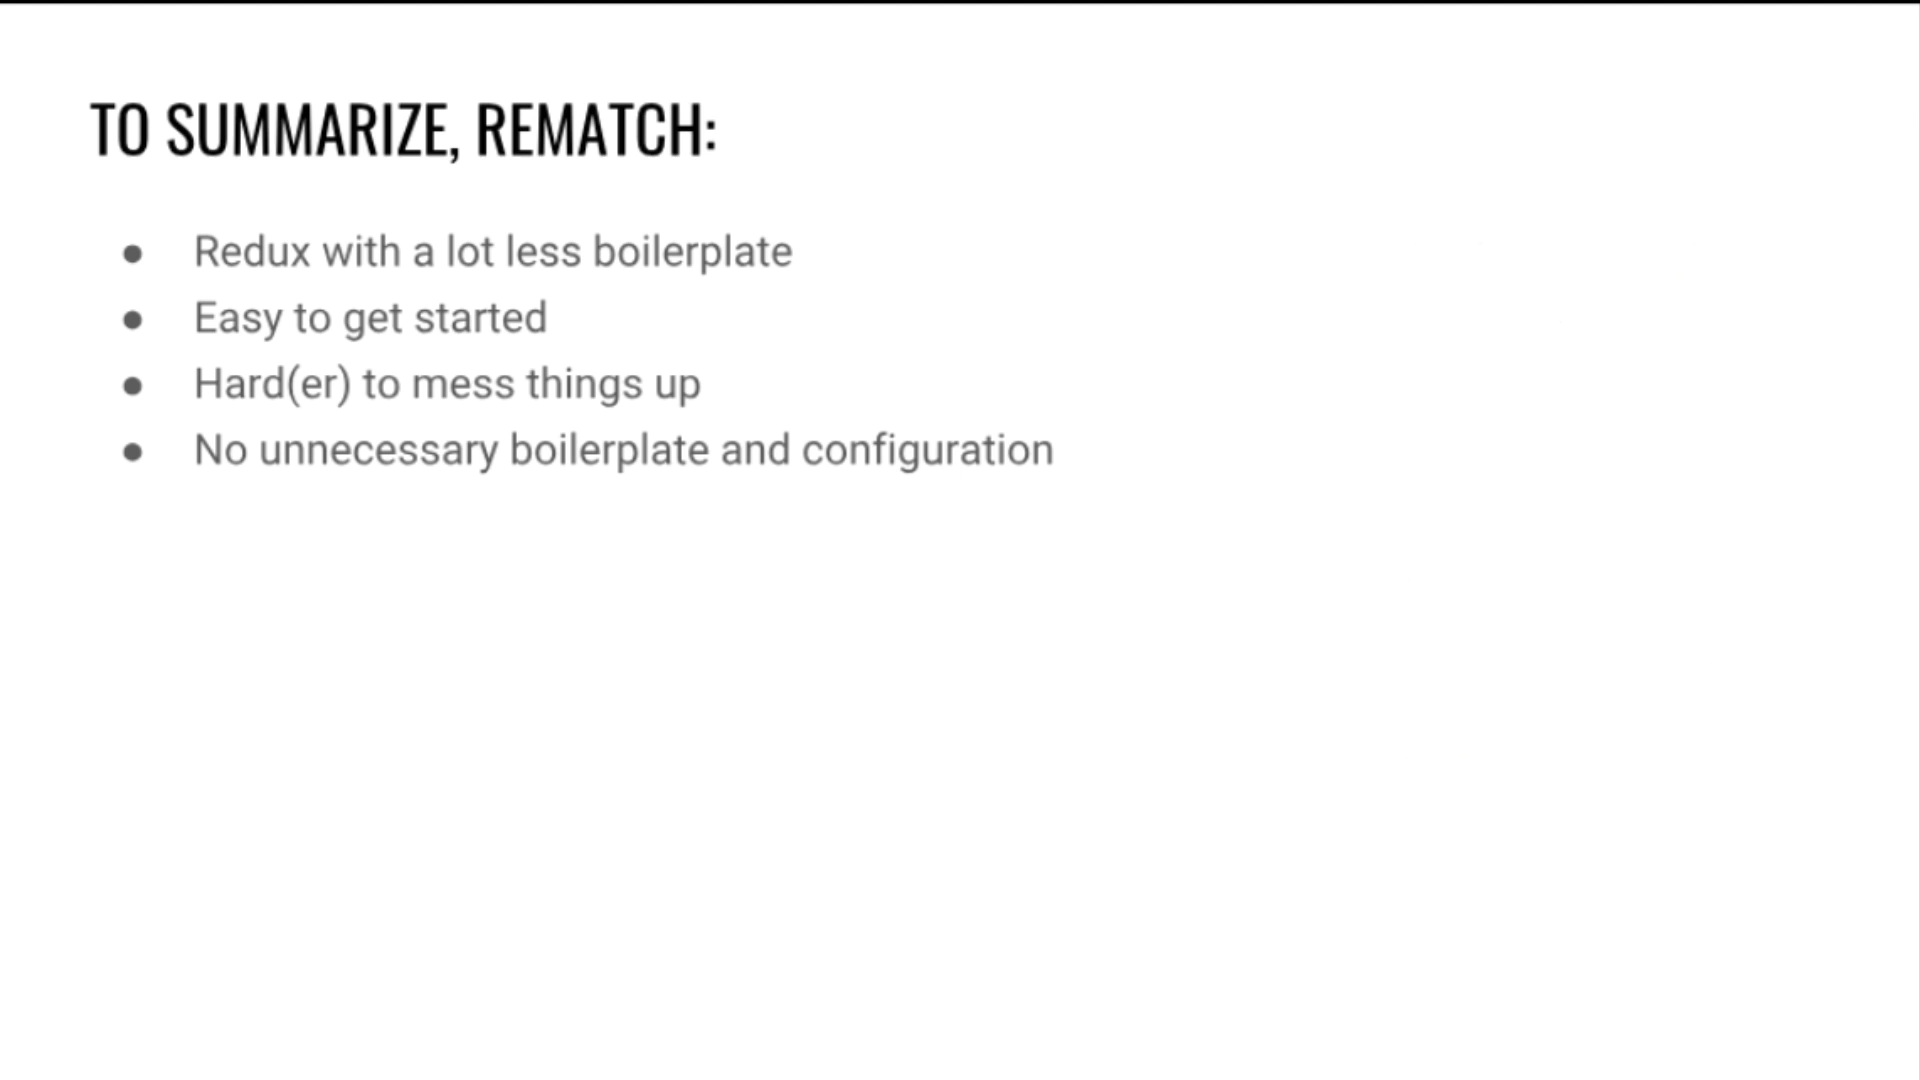 TO SUMMARIZE, REMATCH:
● Redux with a lot less boilerplate
● Easy to get started
● Hard(er) to mess things up
● No unnecessary boilerplate and configuration